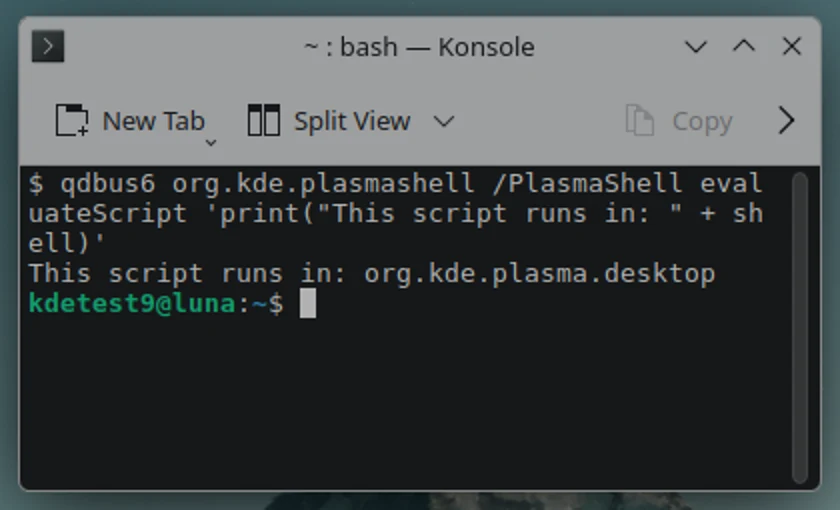 ~ : bash — Konsole
New Tab Split View Copy
$ qdbus6 org.kde.plasmashell /PlasmaShell eval
uateScript 'print("This script runs in: " + sh
ell)'
This script runs in: org.kde.plasma.desktop
kdetest9@luna:~$